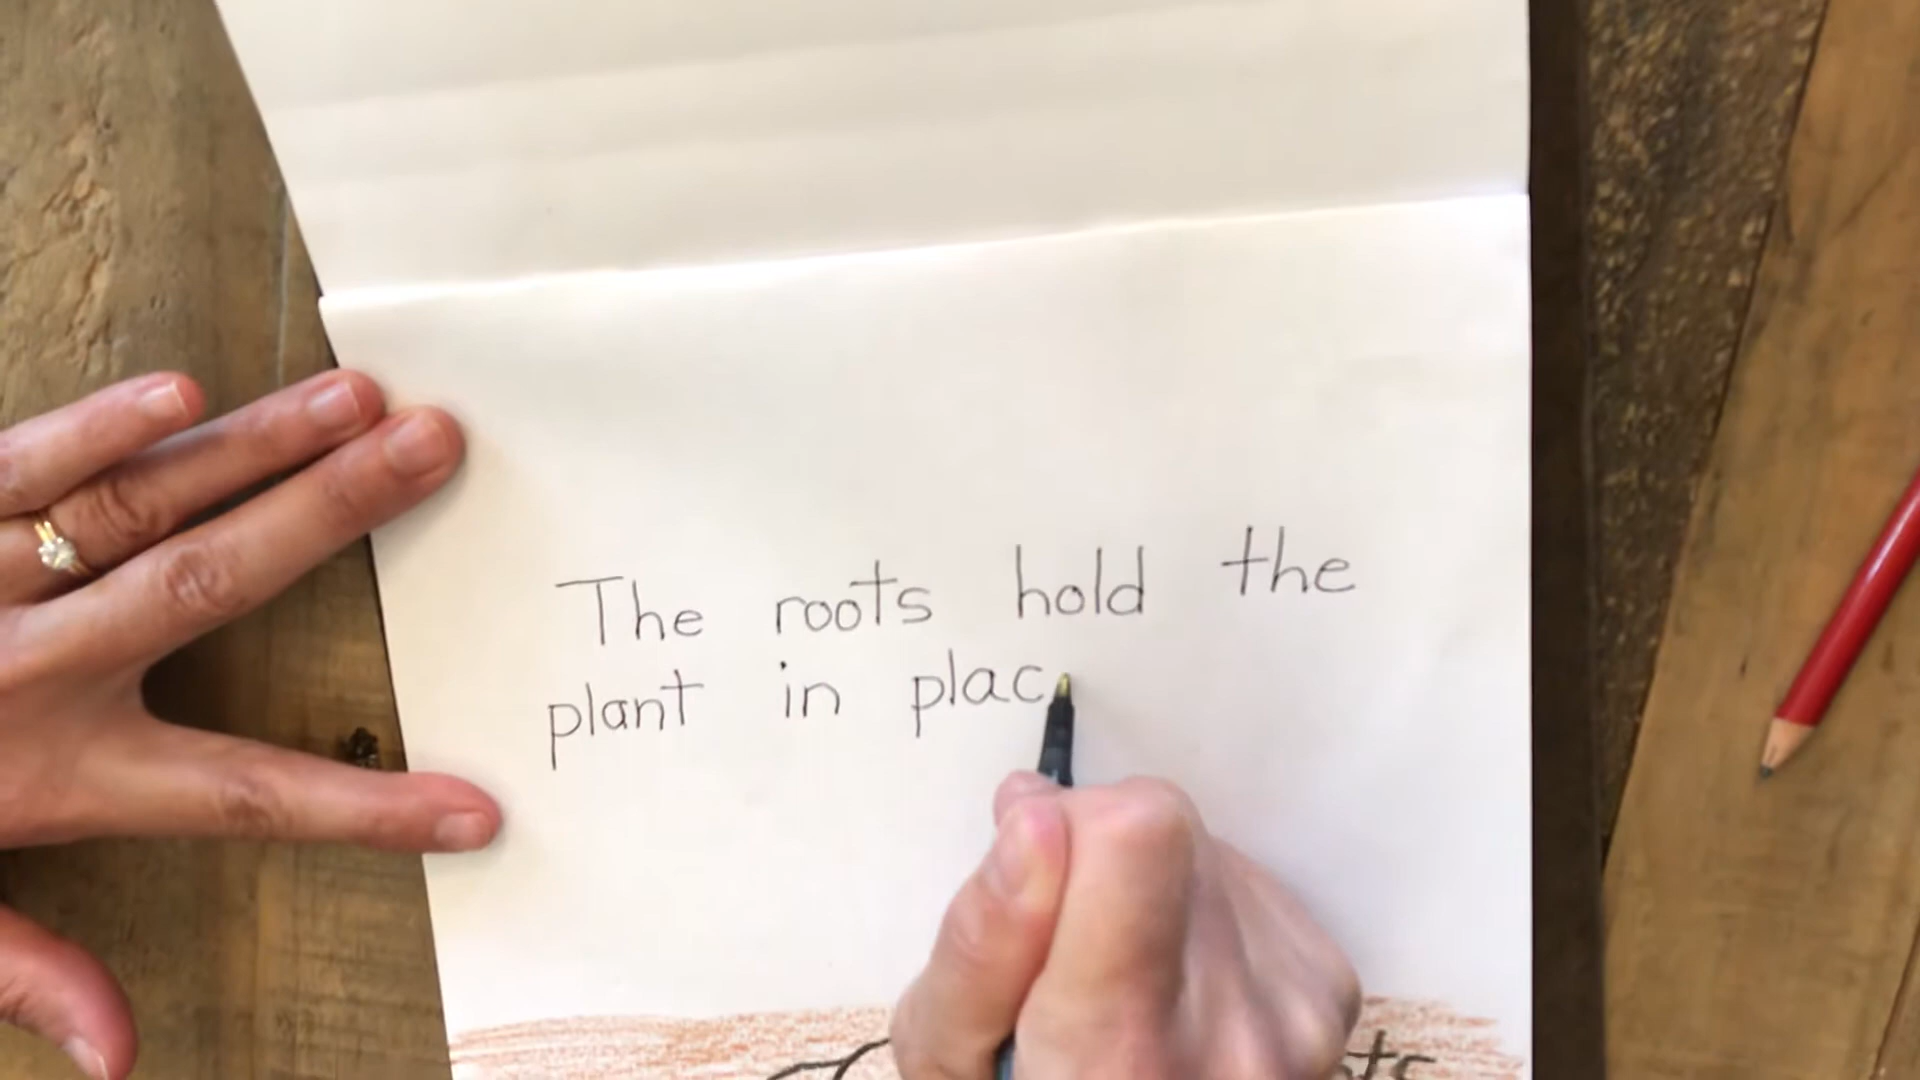 The roots hold the
plant in plac